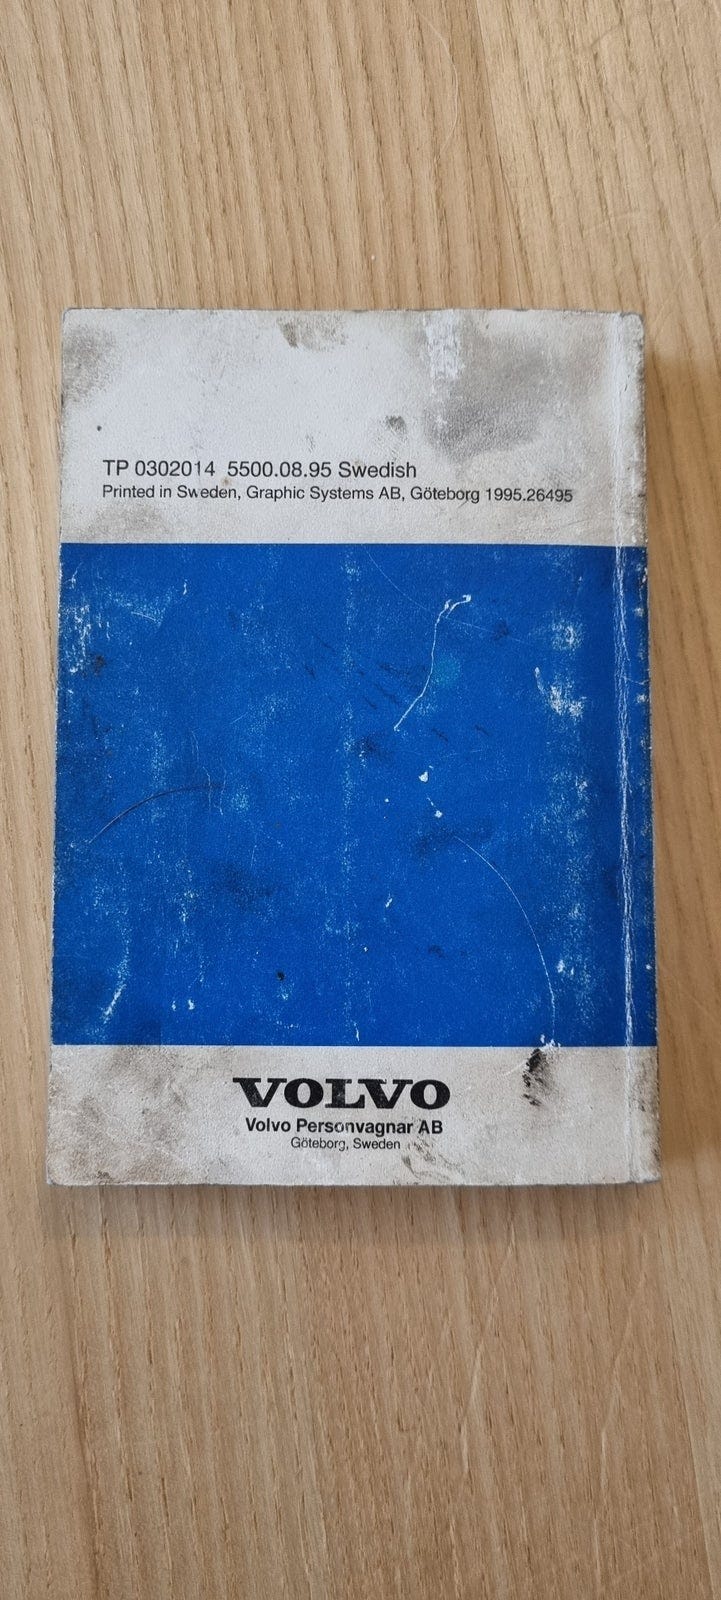 TP 0302014 5500.08.95 Swedish
Printed in Sweden, Graphic Systems AB, Göteborg 1995.26495
VOLVO
Volvo Personvagnar AB
Göteborg, Sweden